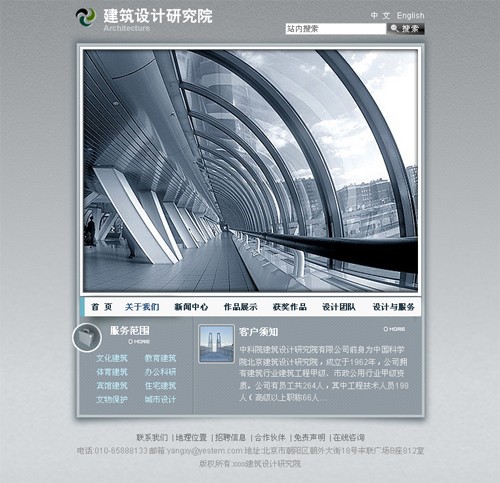 建筑设计研究院
Architecture
中 文 English
站内搜索 搜索
首 页 关于我们 新闻中心 作品展示 获奖作品 设计团队 设计与服务
服务范围
MORE
文化建筑 教育建筑
体育建筑 办公科研
宾馆建筑 住宅建筑
文物保护 城市设计
客户须知
MORE
中科院建筑设计研究院有限公司前身为中国科学
院北京建筑设计研究院，成立于1962年，公司拥
有建筑行业建筑工程甲级、市政公用行业甲级资
质。公司有员工共264人，其中工程技术人员199
人（高级以上职称66人...
联系我们 | 地理位置 | 招聘信息 | 合作伙伴 | 免责声明 | 在线咨询
电话:010-65888133 邮箱:yangxy@yestem.com 地址:北京市朝阳区朝外大街18号丰联广场B座812室
版权所有:xxxx建筑设计研究院